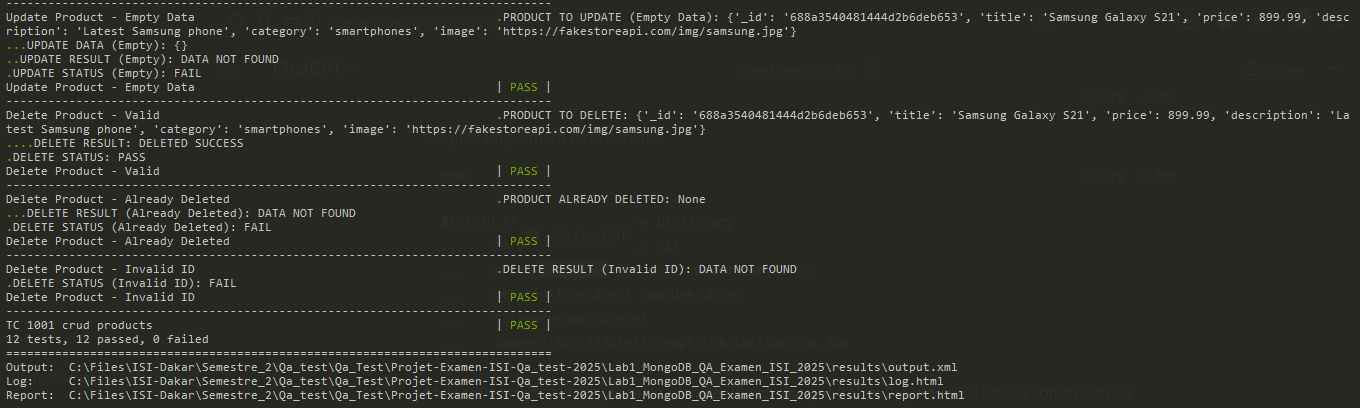 Update Product - Empty Data .PRODUCT TO UPDATE (Empty Data): {'_id': '688a3540481444d2b6deb653', 'title': 'Samsung Galaxy S21', 'price': 899.99, 'desc
ription': 'Latest Samsung phone', 'category': 'smartphones', 'image': 'https://fakestoreapi.com/img/samsung.jpg'}
...UPDATE DATA (Empty): {}
..UPDATE RESULT (Empty): DATA NOT FOUND
.UPDATE STATUS (Empty): FAIL
Update Product - Empty Data | PASS |
------------------------------------------------------------------------------
Delete Product - Valid .PRODUCT TO DELETE: {'_id': '688a3540481444d2b6deb653', 'title': 'Samsung Galaxy S21', 'price': 899.99, 'description': 'La
test Samsung phone', 'category': 'smartphones', 'image': 'https://fakestoreapi.com/img/samsung.jpg'}
....DELETE RESULT: DELETED SUCCESS
.DELETE STATUS: PASS
Delete Product - Valid | PASS |
------------------------------------------------------------------------------
Delete Product - Already Deleted .PRODUCT ALREADY DELETED: None
...DELETE RESULT (Already Deleted): DATA NOT FOUND
.DELETE STATUS (Already Deleted): FAIL
Delete Product - Already Deleted | PASS |
------------------------------------------------------------------------------
Delete Product - Invalid ID .DELETE RESULT (Invalid ID): DATA NOT FOUND
.DELETE STATUS (Invalid ID): FAIL
Delete Product - Invalid ID | PASS |
------------------------------------------------------------------------------
TC 1001 crud products | PASS |
12 tests, 12 passed, 0 failed
==============================================================================
Output: C:\Files\ISI-Dakar\Semestre_2\Qa_test\Qa_Test\Projet-Examen-ISI-Qa_test-2025\Lab1_MongoDB_QA_Examen_ISI_2025\results\output.xml
Log: C:\Files\ISI-Dakar\Semestre_2\Qa_test\Qa_Test\Projet-Examen-ISI-Qa_test-2025\Lab1_MongoDB_QA_Examen_ISI_2025\results\log.html
Report: C:\Files\ISI-Dakar\Semestre_2\Qa_test\Qa_Test\Projet-Examen-ISI-Qa_test-2025\Lab1_MongoDB_QA_Examen_ISI_2025\results\report.html